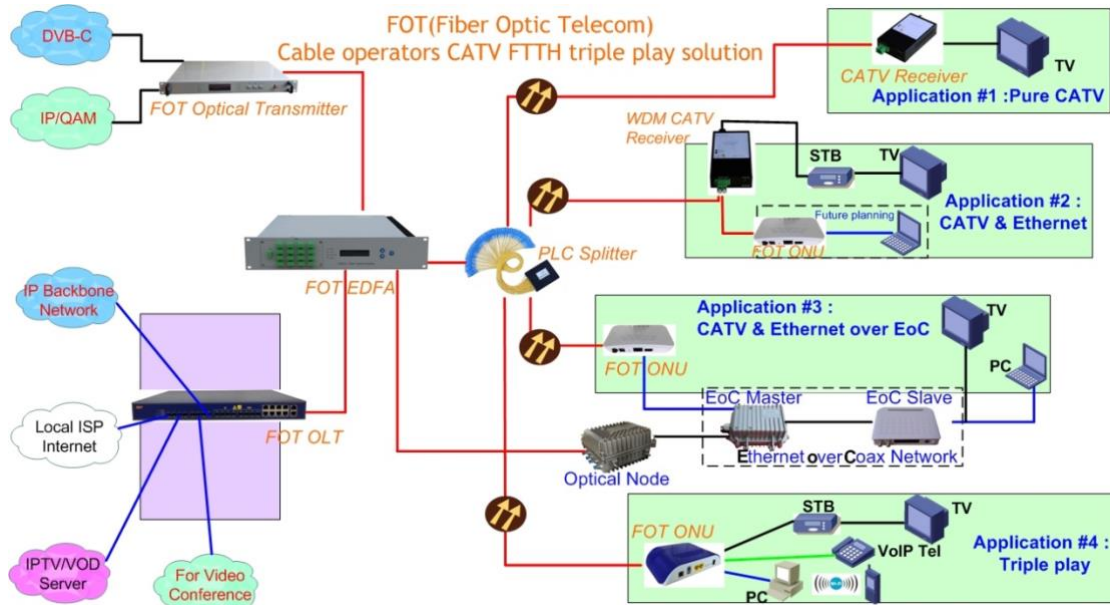 FOT(Fiber Optic Telecom)
Cable operators CATV FTTH triple play solution
DVB-C
IP/QAM
FOT Optical Transmitter
CATV Receiver
TV
Application #1 :Pure CATV
WDM CATV
Receiver
STB
TV
Application #2 :
CATV & Ethernet
Future planning
FOT ONU
PLC Splitter
FOT EDFA
IP Backbone
Network
Local ISP
Internet
FOT OLT
IPTV/VOD
Server
For Video
Conference
Application #3 :
CATV & Ethernet over EoC
TV
PC
FOT ONU
EoC Master
EoC Slave
Ethernet over Coax Network
Optical Node
FOT ONU
STB
TV
VoIP Tel
PC
Application #4 :
Triple play